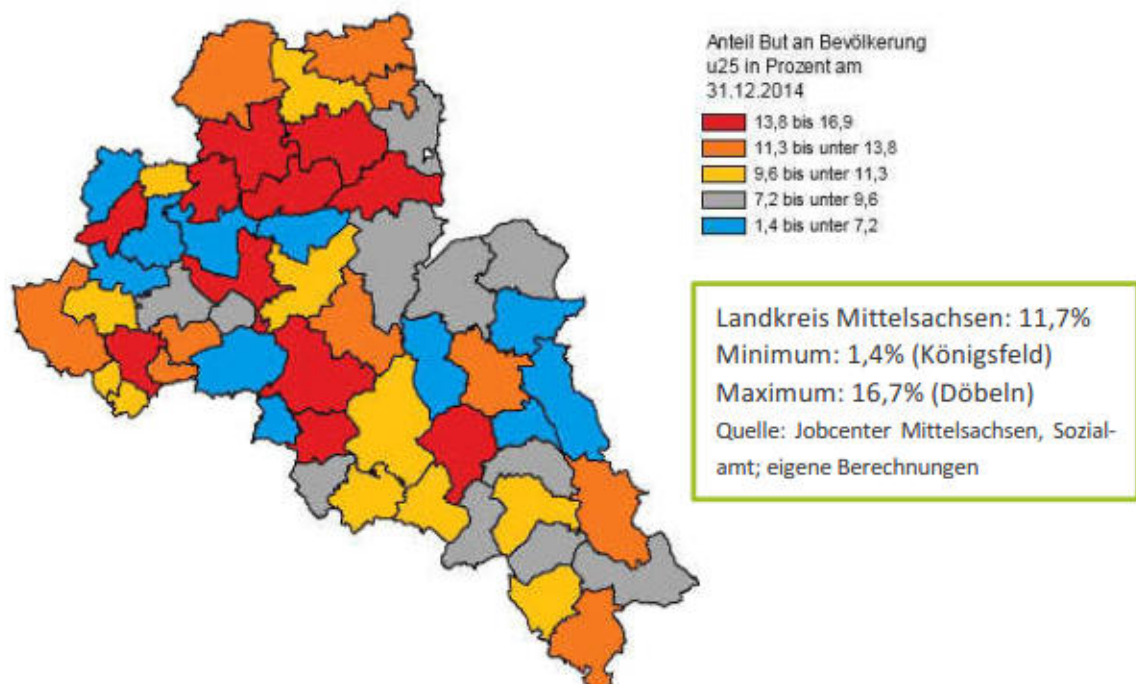 Anteil But an Bevölkerung
u25 in Prozent am
31.12.2014
13,8 bis 16,9
11,3 bis unter 13,8
9,6 bis unter 11,3
7,2 bis unter 9,6
1,4 bis unter 7,2
Landkreis Mittelsachsen: 11,7%
Minimum: 1,4% (Königsfeld)
Maximum: 16,7% (Döbeln)
Quelle: Jobcenter Mittelsachsen, Sozial-
amt; eigene Berechnungen